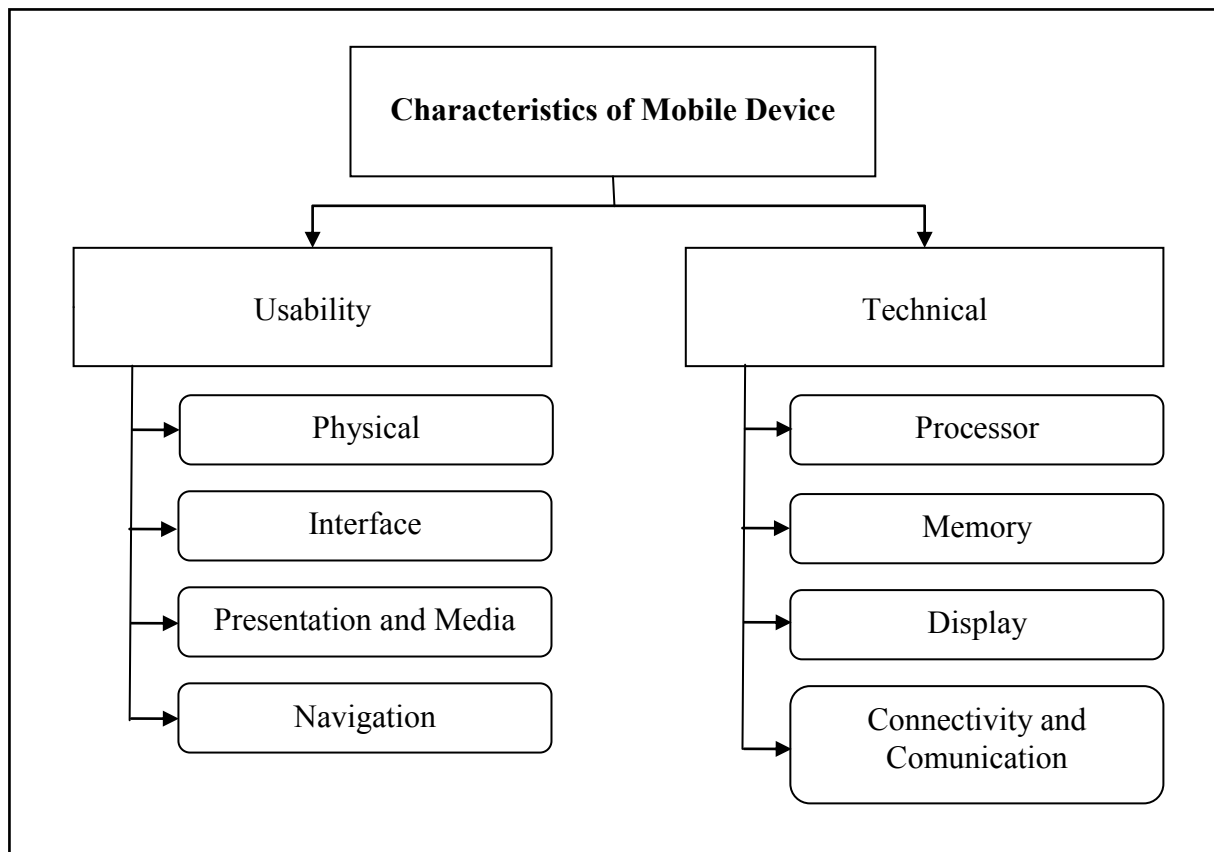 Characteristics of Mobile Device
Usability
Physical
Interface
Presentation and Media
Navigation
Technical
Processor
Memory
Display
Connectivity and
Comunication